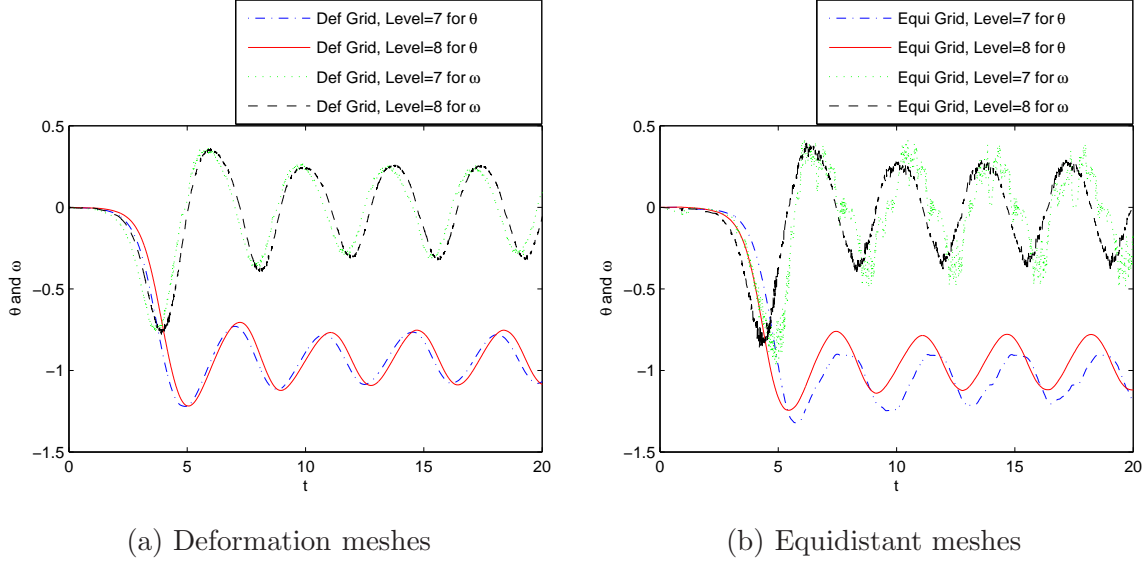 Def Grid, Level=7 for θ
Def Grid, Level=8 for θ
Def Grid, Level=7 for ω
Def Grid, Level=8 for ω
0.5
0
−0.5
−1
−1.5
θ and ω
0 5 10 15 20
t
(a) Deformation meshes
Equi Grid, Level=7 for θ
Equi Grid, Level=8 for θ
Equi Grid, Level=7 for ω
Equi Grid, Level=8 for ω
0.5
0
−0.5
−1
−1.5
θ and ω
0 5 10 15 20
t
(b) Equidistant meshes